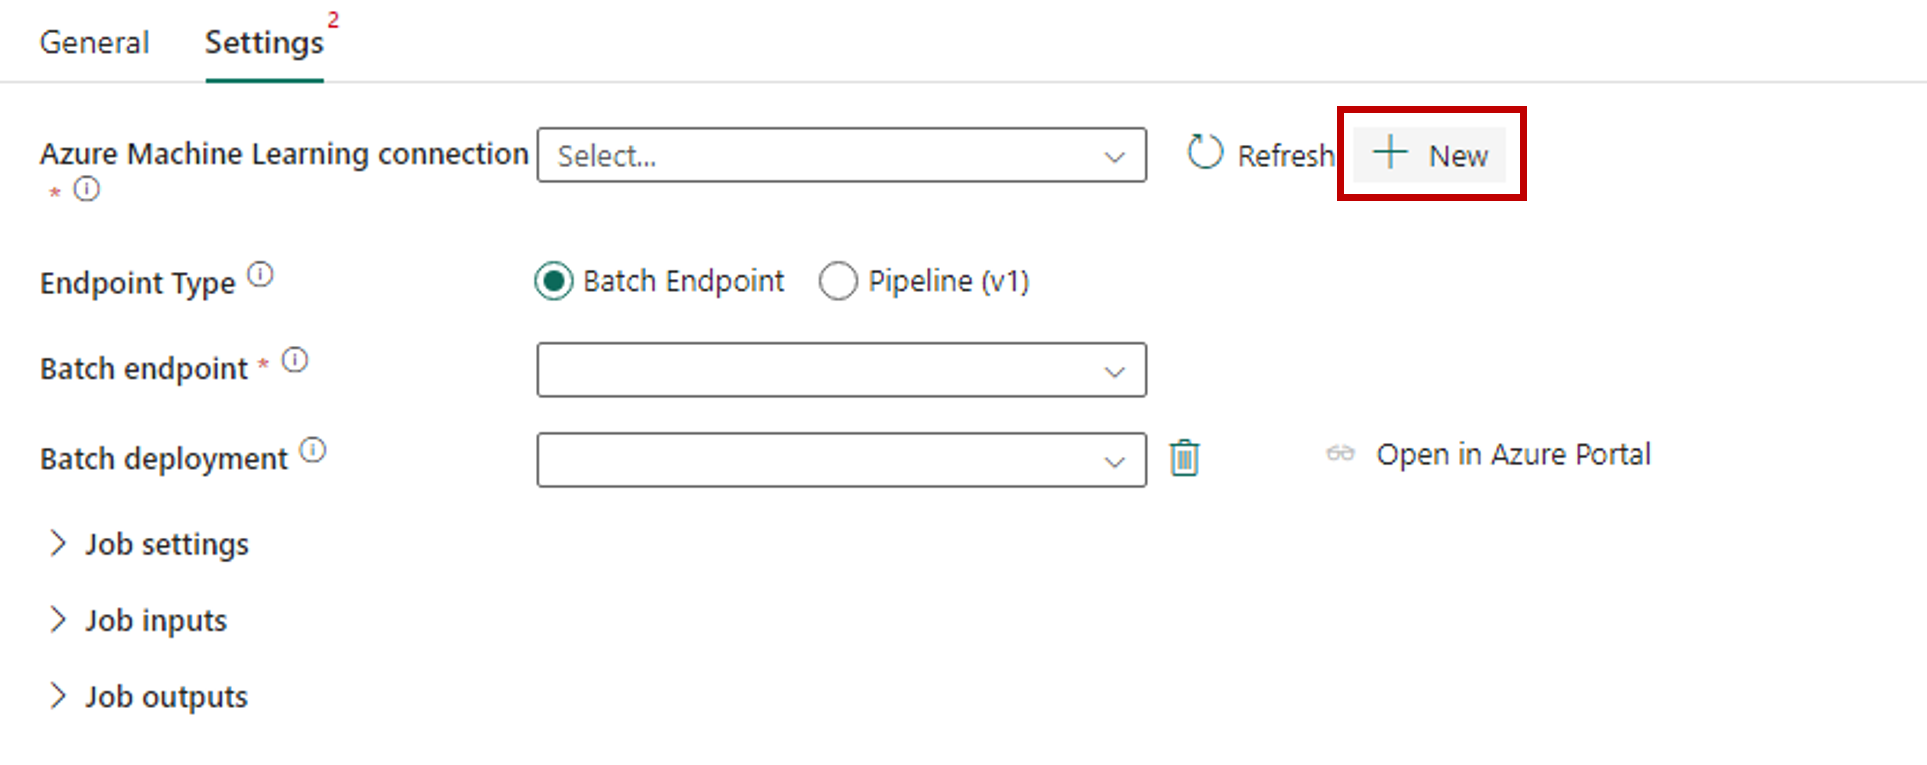 General Settings 2
Azure Machine Learning connection * Select... Refresh New
Endpoint Type Batch Endpoint Pipeline (v1)
Batch endpoint *
Batch deployment Open in Azure Portal
Job settings
Job inputs
Job outputs